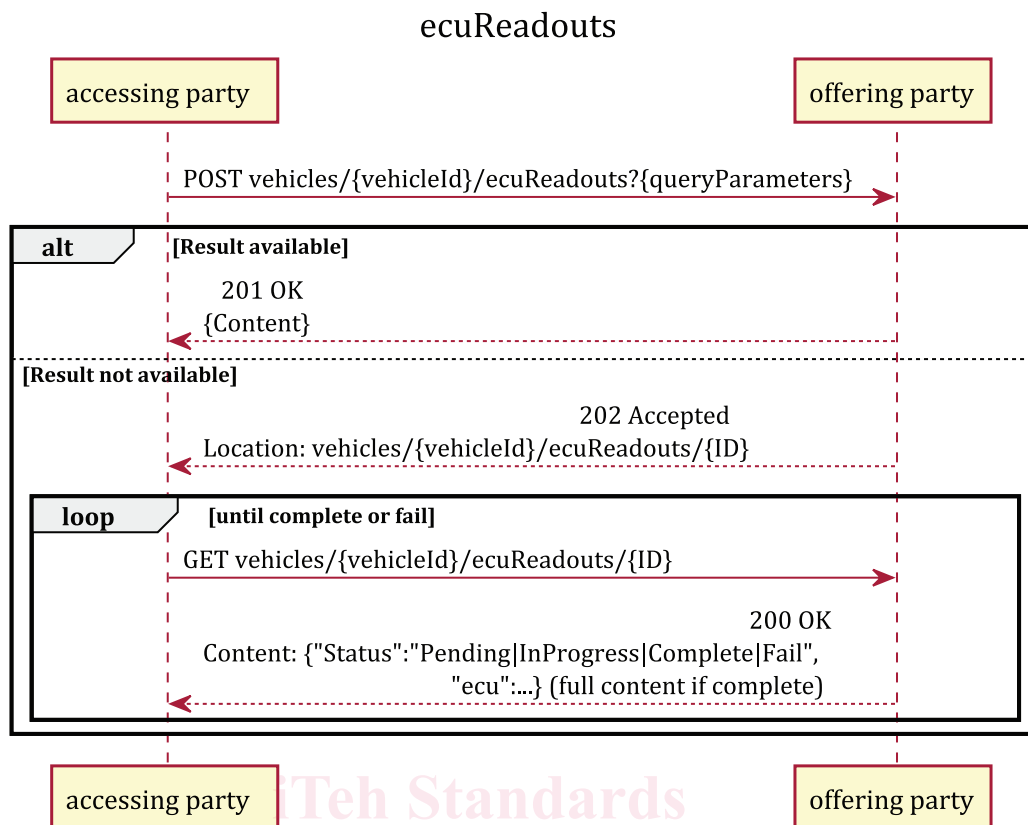 ecuReadouts
accessing party
offering party
POST vehicles/{vehicleId}/ecuReadouts?{queryParameters}
alt
[Result available]
201 OK
{Content}
[Result not available]
202 Accepted
Location: vehicles/{vehicleId}/ecuReadouts/{ID}
loop
[until complete or fail]
GET vehicles/{vehicleId}/ecuReadouts/{ID}
200 OK
Content: {"Status":"Pending|InProgress|Complete|Fail",
"ecu":...} (full content if complete)
accessing party
iTeh Standards
offering party